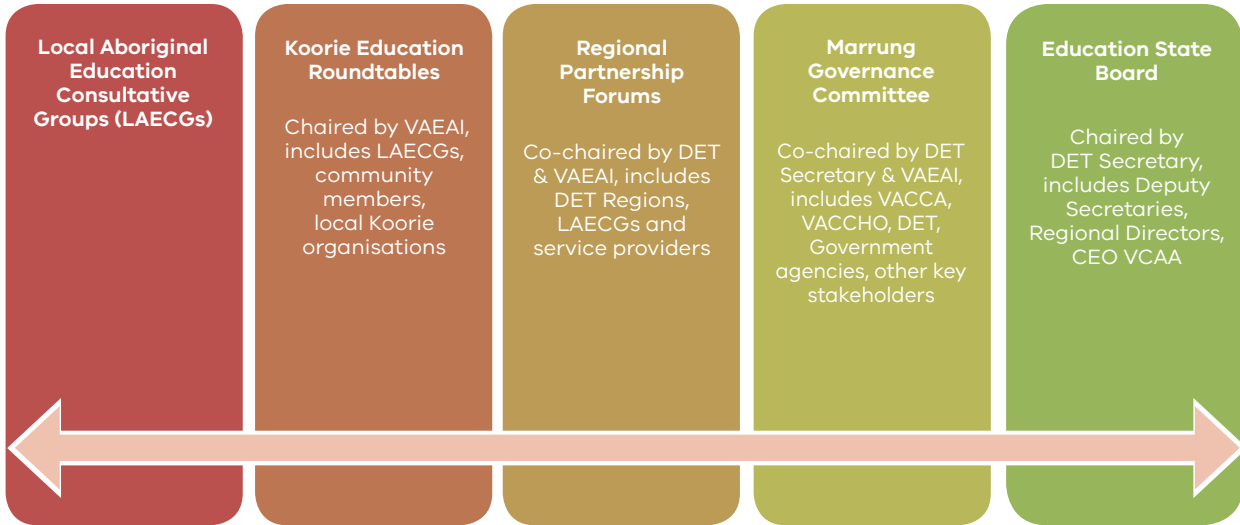 Local Aboriginal
Education
Consultative
Groups (LAECGs)
Koorie Education
Roundtables
Chaired by VAEAI,
includes LAECGs,
community
members,
local Koorie
organisations
Regional
Partnership
Forums
Co-chaired by DET
& VAEAI, includes
DET Regions,
LAECGs and
service providers
Marrung
Governance
Committee
Co-chaired by DET
Secretary & VAEAI,
includes VACCA,
VACCHO, DET,
Government
agencies, other key
stakeholders
Education State
Board
Chaired by
DET Secretary,
includes Deputy
Secretaries,
Regional Directors,
CEO VCAA